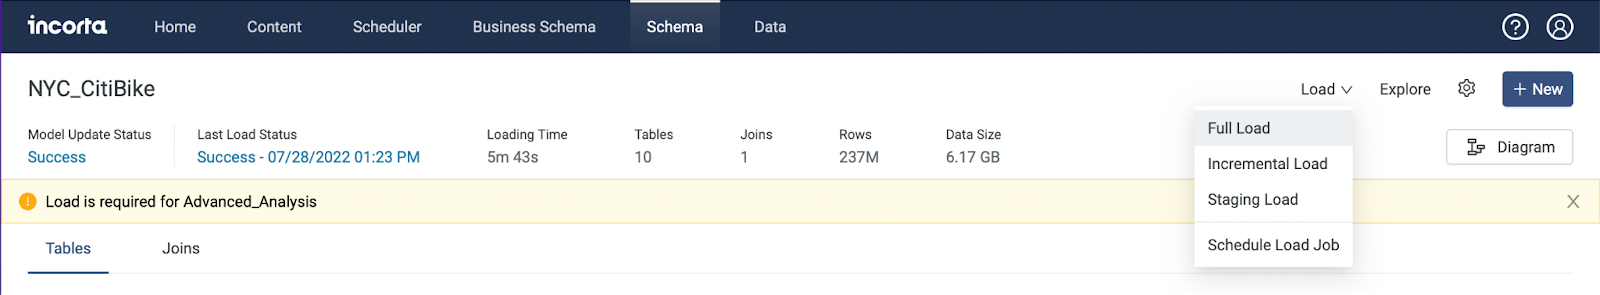 incorta Home Content Scheduler Business Schema Schema Data
NYC_CitiBike
Load Explore + New
Model Update Status Last Load Status Loading Time Tables Joins Rows Data Size
Success Success - 07/28/2022 01:23 PM 5m 43s 10 1 237M 6.17 GB
Full Load
Incremental Load
Staging Load
Schedule Load Job
Diagram
Load is required for Advanced_Analysis
Tables Joins